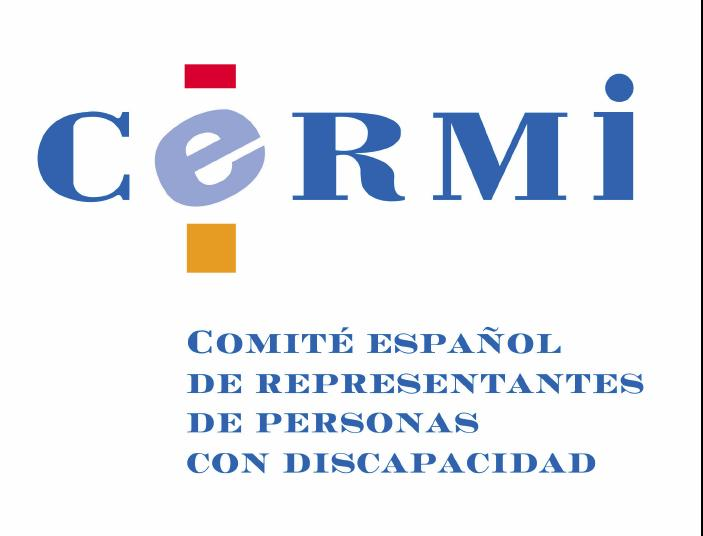 CeRMi
Comité español
de representantes
de personas
con discapacidad